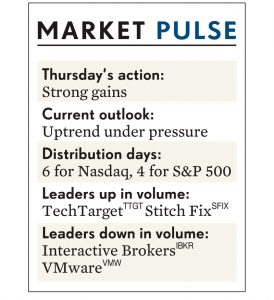 MARKET PULSE
Thursday's action:
Strong gains
Current outlook:
Uptrend under pressure
Distribution days:
6 for Nasdaq, 4 for S&P 500
Leaders up in volume:
TechTarget TTGT Stitch Fix SFIX
Leaders down in volume:
Interactive Brokers IBKR
VMware VMW